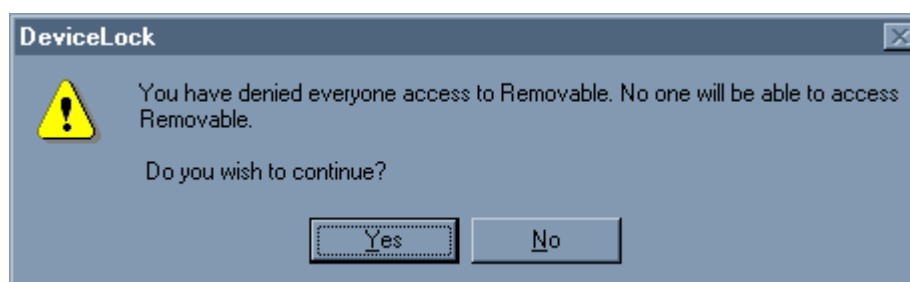 DeviceLock
You have denied everyone access to Removable. No one will be able to access
Removable.
Do you wish to continue?
Yes
No